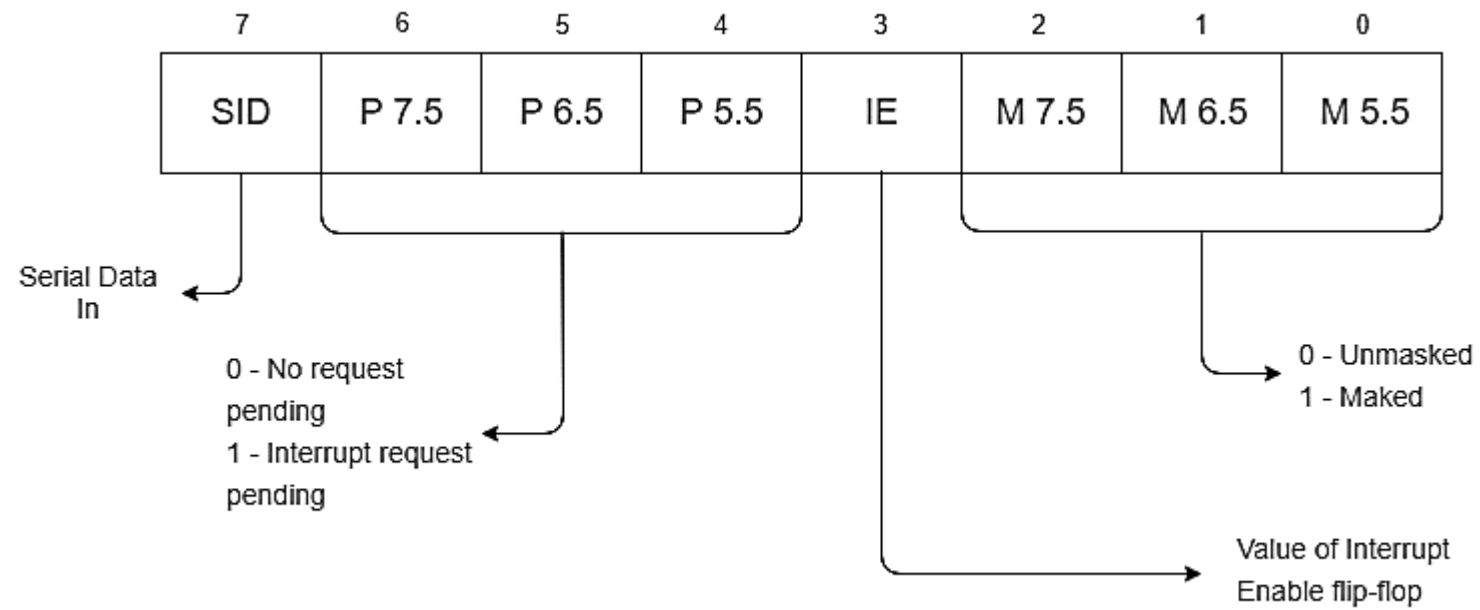 7 6 5 4 3 2 1 0
SID P 7.5 P 6.5 P 5.5 IE M 7.5 M 6.5 M 5.5
Serial Data
In
0 - No request
pending
1 - Interrupt request
pending
0 - Unmasked
1 - Maked
Value of Interrupt
Enable flip-flop